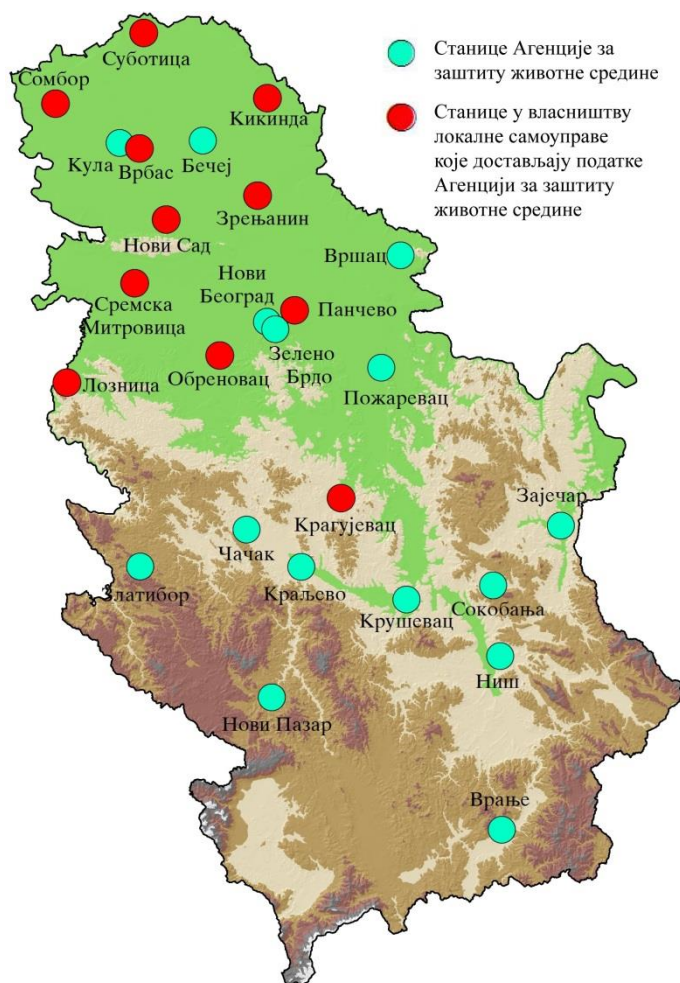 Станице Агенције за
заштиту животне средине
Станице у власништву
локалне самоуправе
које достављају податке
Агенцији за заштиту
животне средине
Суботица
Сомбор
Кикинда
Кула
Врбас
Бечеј
Зрењанин
Нови Сад
Вршац
Нови
Београд
Сремска
Митровица
Панчево
Зелено
Брдо
Обреновац
Лозница
Пожаревац
Крагујевац
Зајечар
Чачак
Златибор
Краљево
Крушевац
Сокобања
Ниш
Нови Пазар
Врање